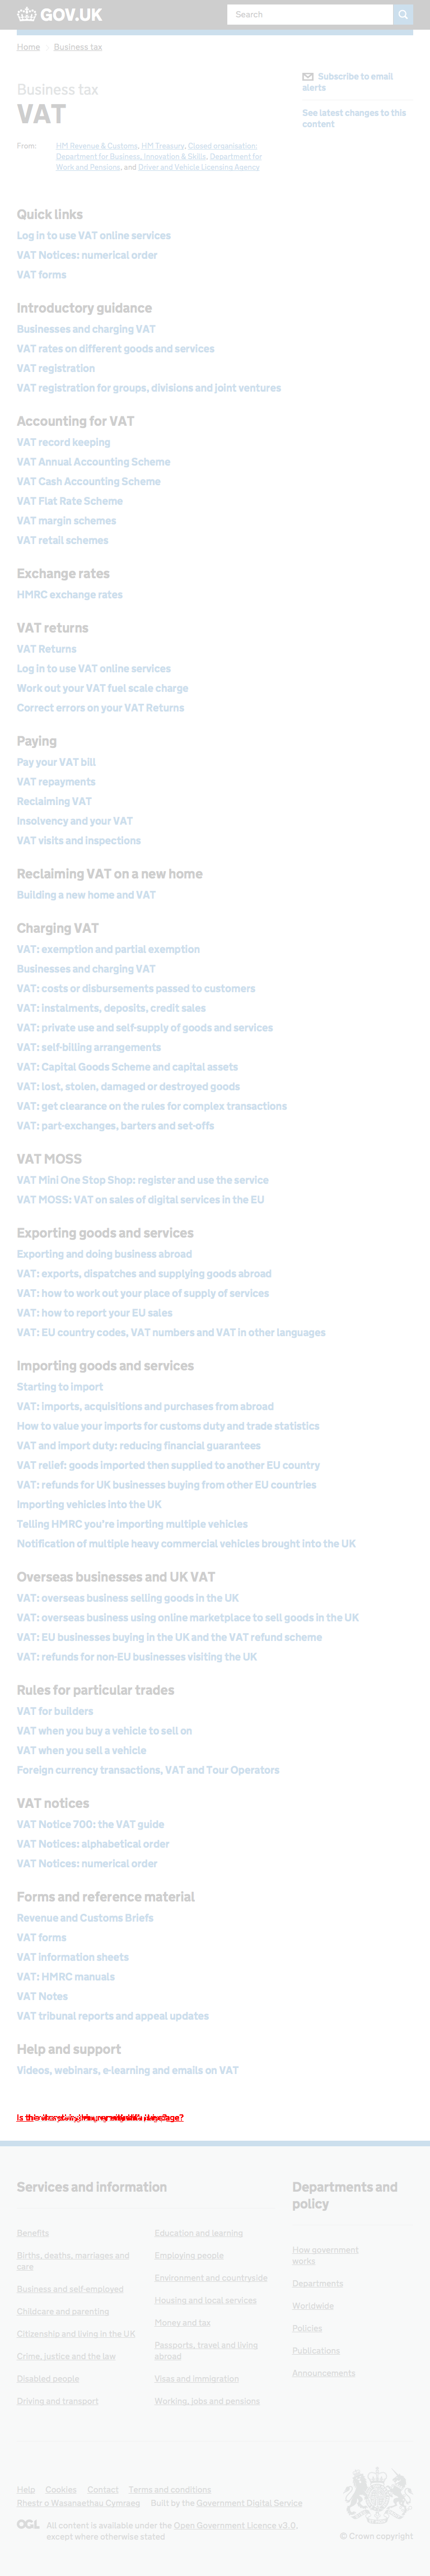 GOV.UK
Search
Home
Business tax
Business tax
VAT
From: HM Revenue & Customs, HM Treasury, Closed organisation:
Department for Business, Innovation & Skills, Department for
Work and Pensions, and Driver and Vehicle Licensing Agency
Subscribe to email
alerts
See latest changes to this
content
Quick links
Log in to use VAT online services
VAT Notices: numerical order
VAT forms
Introductory guidance
Businesses and charging VAT
VAT rates on different goods and services
VAT registration
VAT registration for groups, divisions and joint ventures
Accounting for VAT
VAT record keeping
VAT Annual Accounting Scheme
VAT Cash Accounting Scheme
VAT Flat Rate Scheme
VAT margin schemes
VAT retail schemes
Exchange rates
HMRC exchange rates
VAT returns
VAT Returns
Log in to use VAT online services
Work out your VAT fuel scale charge
Correct errors on your VAT Returns
Paying
Pay your VAT bill
VAT repayments
Reclaiming VAT
Insolvency and your VAT
VAT visits and inspections
Reclaiming VAT on a new home
Building a new home and VAT
Charging VAT
VAT: exemption and partial exemption
Businesses and charging VAT
VAT: costs or disbursements passed to customers
VAT: instalments, deposits, credit sales
VAT: private use and self-supply of goods and services
VAT: self-billing arrangements
VAT: Capital Goods Scheme and capital assets
VAT: lost, stolen, damaged or destroyed goods
VAT: get clearance on the rules for complex transactions
VAT: part-exchanges, barters and set-offs
VAT MOSS
VAT Mini One Stop Shop: register and use the service
VAT MOSS: VAT on sales of digital services in the EU
Exporting goods and services
Exporting and doing business abroad
VAT: exports, dispatches and supplying goods abroad
VAT: how to work out your place of supply of services
VAT: how to report your EU sales
VAT: EU country codes, VAT numbers and VAT in other languages
Importing goods and services
Starting to import
VAT: imports, acquisitions and purchases from abroad
How to value your imports for customs duty and trade statistics
VAT and import duty: reducing financial guarantees
VAT relief: goods imported then supplied to another EU country
VAT: refunds for UK businesses buying from other EU countries
Importing vehicles into the UK
Telling HMRC you're importing multiple vehicles
Notification of multiple heavy commercial vehicles brought into the UK
Overseas businesses and UK VAT
VAT: overseas business selling goods in the UK
VAT: overseas business using online marketplace to sell goods in the UK
VAT: EU businesses buying in the UK and the VAT refund scheme
VAT: refunds for non-EU businesses visiting the UK
Rules for particular trades
VAT for builders
VAT when you buy a vehicle to sell on
VAT when you sell a vehicle
Foreign currency transactions, VAT and Tour Operators
VAT notices
VAT Notice 700: the VAT guide
VAT Notices: alphabetical order
VAT Notices: numerical order
Forms and reference material
Revenue and Customs Briefs
VAT forms
VAT information sheets
VAT: HMRC manuals
VAT Notes
VAT tribunal reports and appeal updates
Help and support
Videos, webinars, e-learning and emails on VAT
Services and information
Benefits
Births, deaths, marriages and
care
Business and self-employed
Childcare and parenting
Citizenship and living in the UK
Crime, justice and the law
Disabled people
Driving and transport
Education and learning
Employing people
Environment and countryside
Housing and local services
Money and tax
Passports, travel and living
abroad
Visas and immigration
Working, jobs and pensions
Departments and
policy
How government
works
Departments
Worldwide
Policies
Publications
Announcements
Help Cookies Contact Terms and conditions
Rhestr o Wasanaethau Cymraeg Built by the Government Digital Service
OGL All content is available under the Open Government Licence v3.0,
except where otherwise stated
© Crown copyright